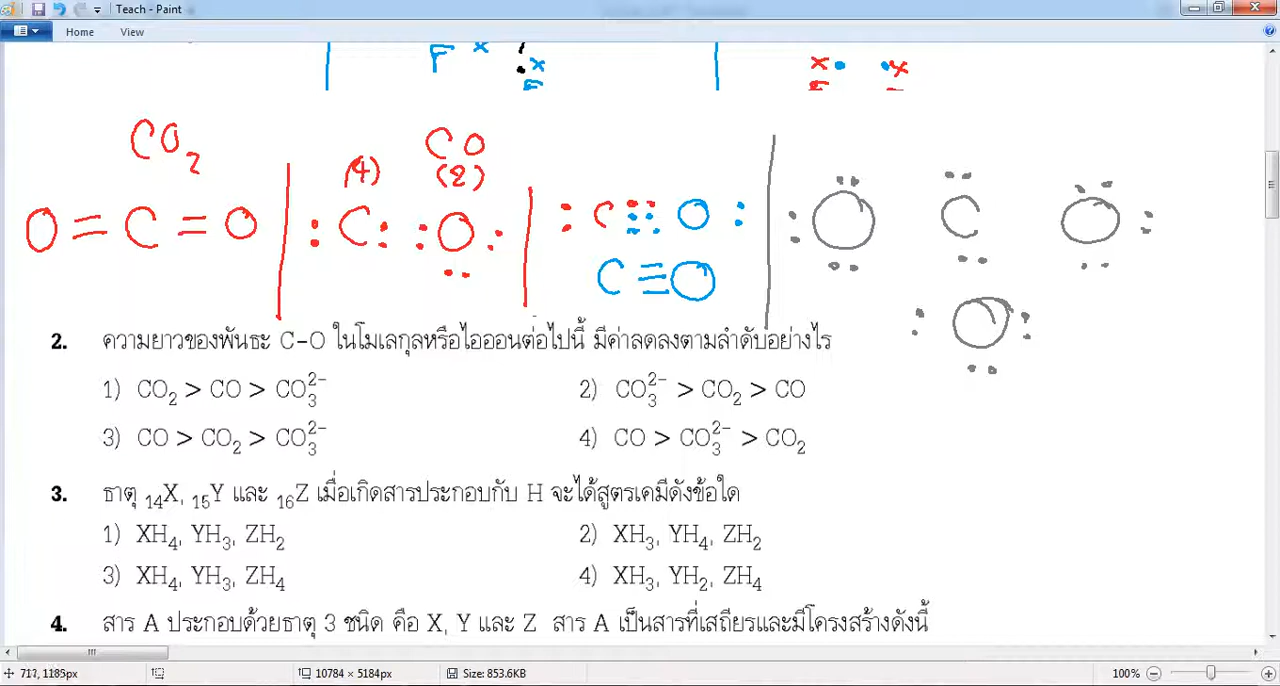 Teach - Paint
Home View
F x
x
F
x x
CO2
CO
(4) (2)
O = C = O
C O
C O
C ≡ O
O C O
O
2. ความยาวของพันธะ C-O ในโมเลกุลหรือไอออนต่อไปนี้ มีค่าลดลงตามลำดับอย่างไร
1) CO2 > CO > CO3^2−
2) CO3^2− > CO2 > CO
3) CO > CO2 > CO3^2−
4) CO > CO3^2− > CO2
3. ธาตุ 14X, 15Y และ 16Z เมื่อเกิดสารประกอบกับ H จะได้สูตรเคมีดังข้อใด
1) XH4, YH3, ZH2
2) XH3, YH4, ZH2
3) XH4, YH3, ZH4
4) XH3, YH2, ZH4
4. สาร A ประกอบด้วยธาตุ 3 ชนิด คือ X, Y และ Z สาร A เป็นสารที่เสถียรและมีโครงสร้างดังนี้
717, 1185px 10784 × 5184px Size: 853.6KB 100%